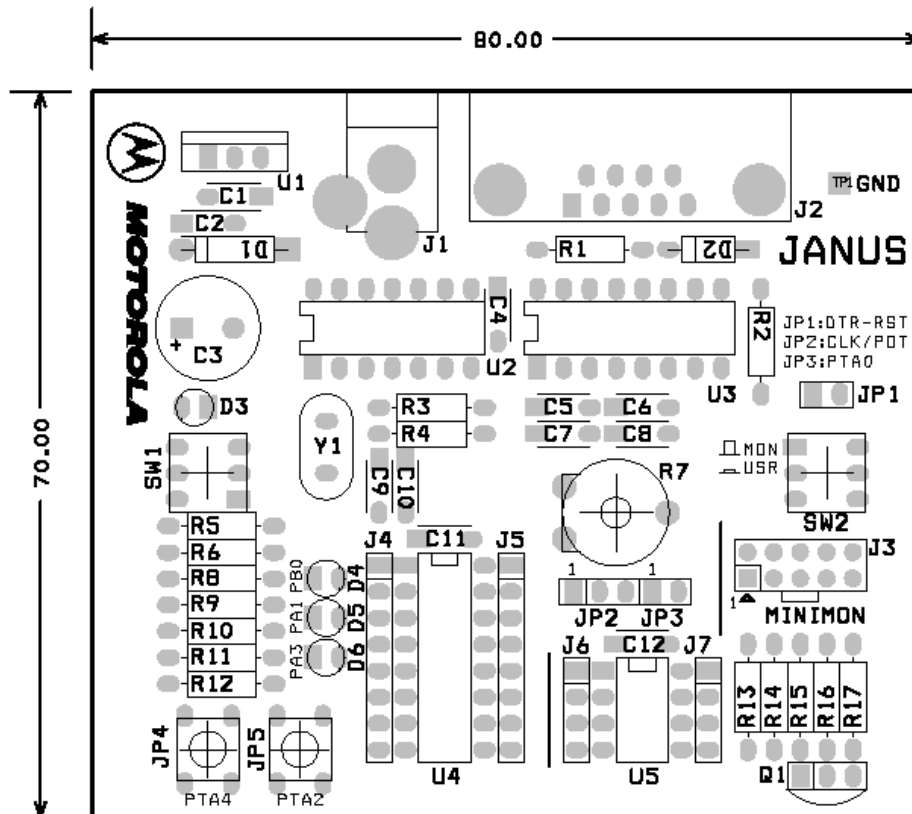 80.00
70.00
MOTOROLA
U1
C1
C2
D1
J1
J2
TP1 GND
R1
D2
JANUS
C3
C4
U2
R2
U3
JP1:DTR-RST
JP2:CLK/POT
JP3:PTA0
JP1
D3
Y1
R3
R4
C5
C6
C7
C8
SW1
C9
C10
R7
MON
USR
SW2
R5
R6
R8
R9
R10
R11
R12
J4
C11
J5
PB0
D4
PA1
D5
PA3
D6
1
1
JP2
JP3
J3
1
MINIMON
J6
C12
J7
R13
R14
R15
R16
R17
JP4
JP5
PTA4
PTA2
U4
U5
Q1